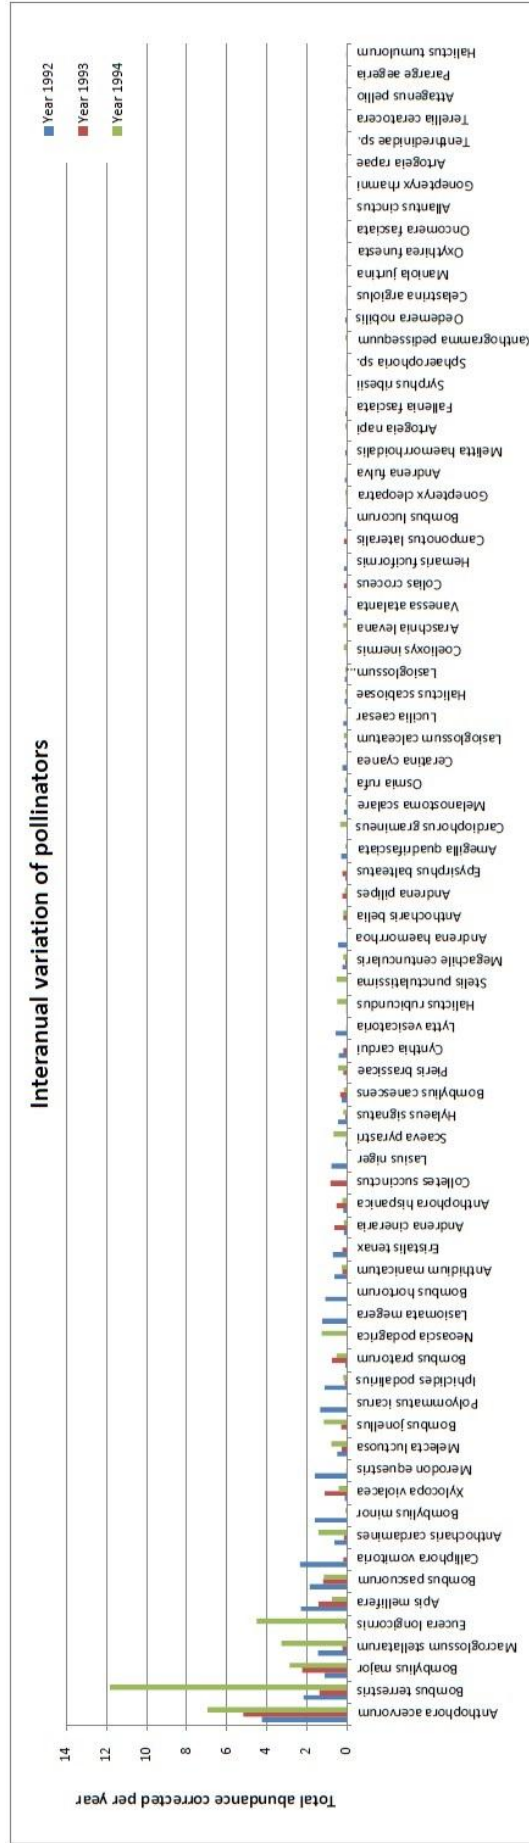 Interanual variation of pollinators
Year 1992
Year 1993
Year 1994
Total abundance corrected per year
14
12
10
8
6
4
2
0
Anthophora acervorum
Bombus terrestris
Bombylius major
Macroglossum stellatarum
Eucera longicornis
Apis mellifera
Bombus pascuorum
Calliphora vomitoria
Anthocharis cardamines
Bombylius minor
Xylocopa violacea
Merodon equestris
Melecta luctuosa
Bombus jonellus
Polyommatus icarus
Iphiclides podalirius
Bombus pratorum
Neoascia podagrica
Lasiomata megera
Bombus hortorum
Anthidium manicatum
Eristalis tenax
Andrena cineraria
Anthophora hispanica
Colletes succinctus
Lasius niger
Scaeva pyrastri
Hylaeus signatus
Bombylius canescens
Pieris brassicae
Cynthia cardui
Lytta vesicatoria
Halictus rubicundus
Stelis punctulatissima
Megachile centuncularis
Andrena haemorrhoa
Anthocharis belia
Andrena pilipes
Epysirphus balteatus
Amegilla quadrifasciata
Cardiophorus gramineus
Melanostoma scalare
Osmia rufa
Ceratina cyanea
Lasioglossum calceatum
Lucilia caesar
Halictus scabiosae
Lasioglossum...
Coelioxys inermis
Araschnia levana
Vanessa atalanta
Colias croceus
Hemaris fuciformis
Camponotus lateralis
Bombus lucorum
Gonepteryx cleopatra
Andrena fulva
Melitta haemorrhoidalis
Artogeia napi
Fallenia fasciata
Syrphus ribesii
Sphaerophoria sp.
anthogramma pedissequum
Oedemera nobilis
Celastrina argiolus
Maniola jurtina
Oxythirea funesta
Oncomera fasciata
Allantus cinctus
Gonepteryx rhamni
Artogeia rapae
Tenthredinidae sp.
Terellia ceratocera
Attagenus pellio
Pararge aegeria
Halictus tumulorum